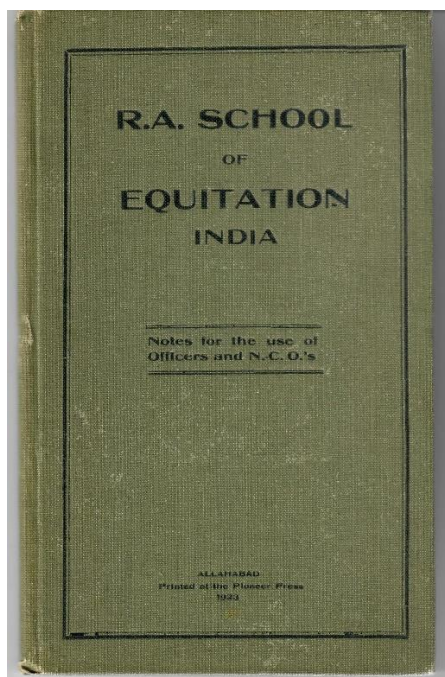 R.A. SCHOOL
OF
EQUITATION
INDIA
Notes for the use of
Officers and N.C.O.'s
ALLAHABAD
Printed at the Pioneer Press